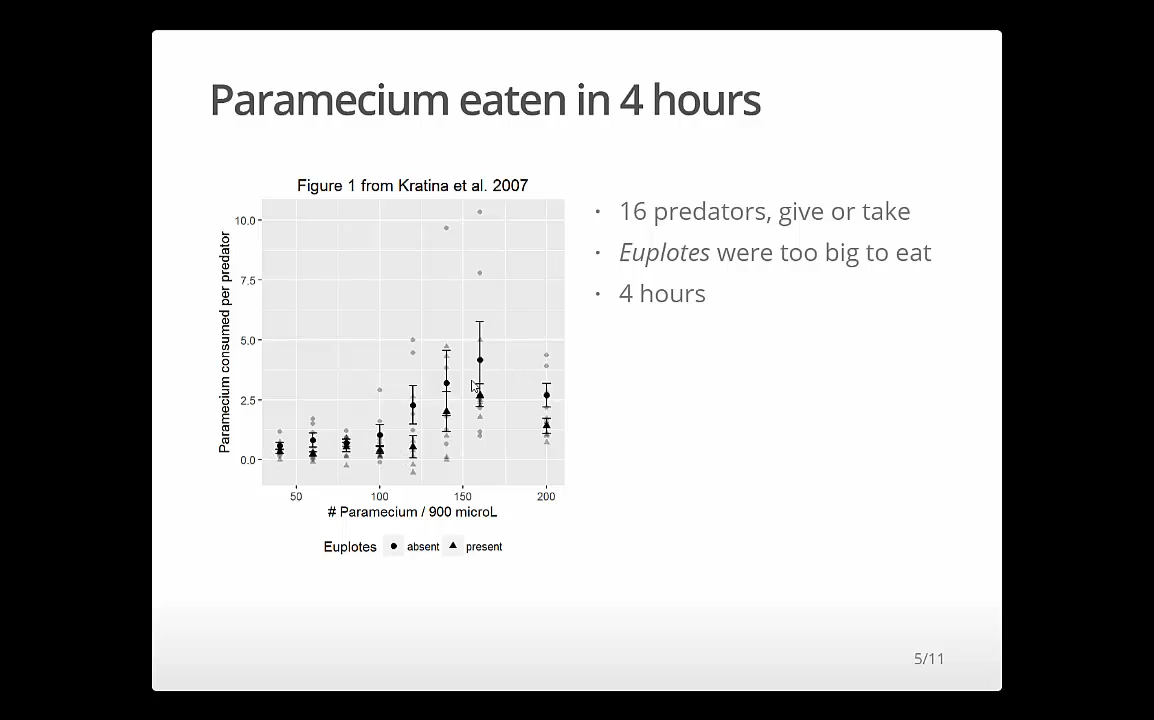 Paramecium eaten in 4 hours
Figure 1 from Kratina et al. 2007
Paramecium consumed per predator
10.0
7.5
5.0
2.5
0.0
50 100 150 200
# Paramecium / 900 microL
Euplotes absent present
· 16 predators, give or take
· Euplotes were too big to eat
· 4 hours
5/11